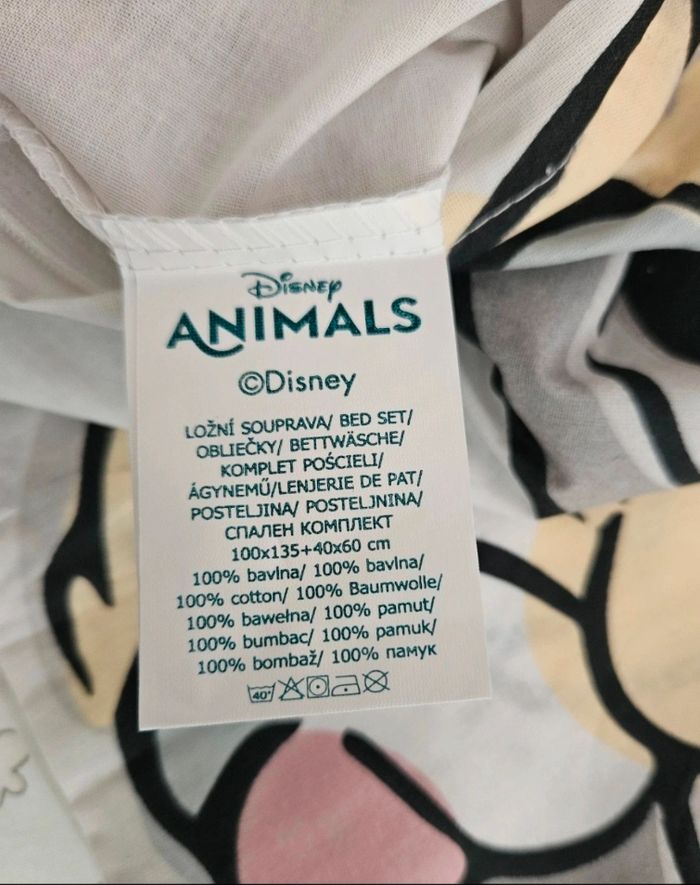 Disney
ANIMALS
©Disney
LOŽNÍ SOUPRAVA/ BED SET/
OBLIEČKY/ BETTWÄSCHE/
KOMPLET POŚCIELI/
ÁGYNEMŰ/LENJERIE DE PAT/
POSTELJINA/ POSTELJNINA/
СПАЛЕН КОМПЛЕКТ
100x135+40x60 cm
100% bavlna/ 100% bavlna/
100% cotton/ 100% Baumwolle/
100% bawełna/ 100% pamut/
100% bumbac/ 100% pamuk/
100% bombaž/ 100% памук
40°